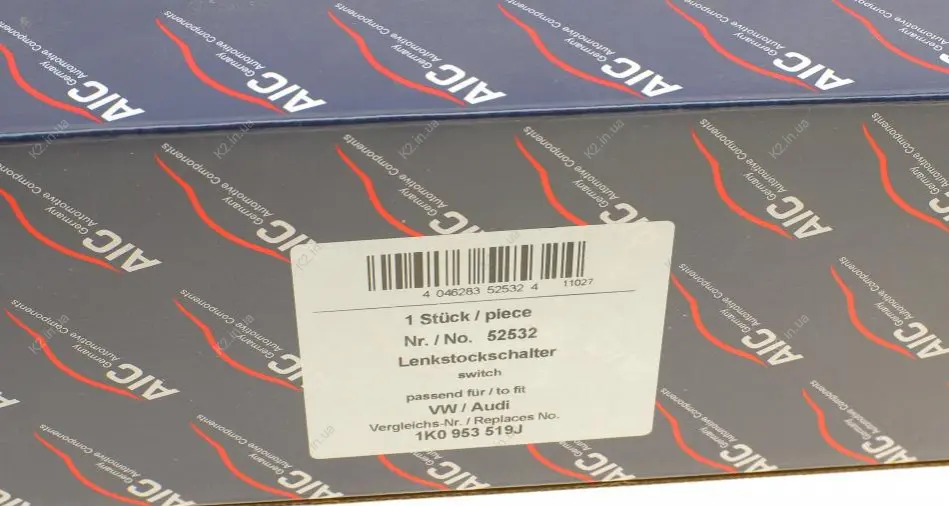 AIC
Germany
Automotive Components
K2.in.ua
4 046283 52532 4
11027
1 Stück / piece
Nr. / No. 52532
Lenkstockschalter
switch
passend für / to fit
VW / Audi
Vergleichs-Nr. / Replaces No.
1K0 953 519J